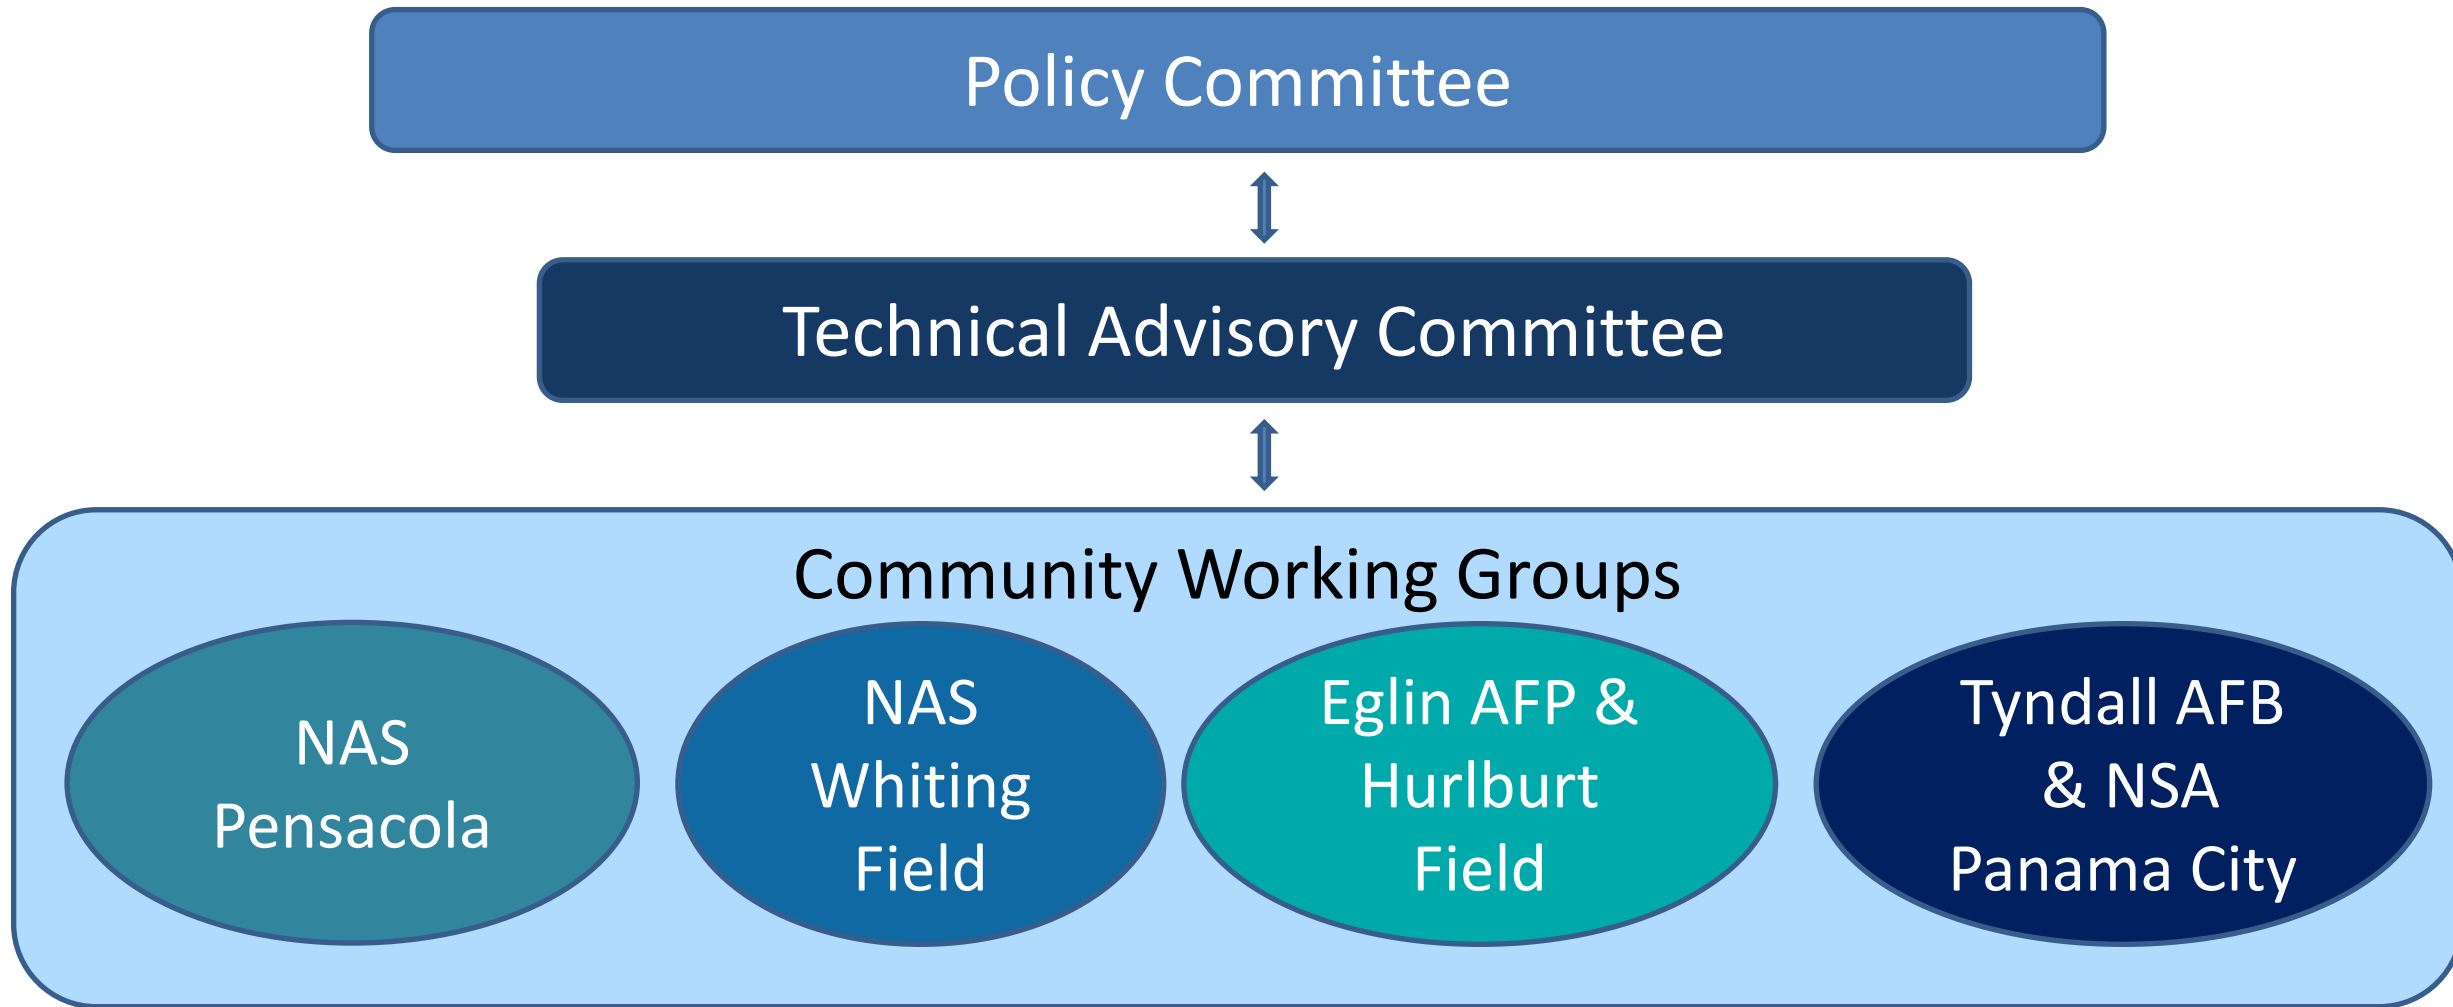 Policy Committee
Technical Advisory Committee
Community Working Groups
NAS
Pensacola
NAS
Whiting
Field
Eglin AFP &
Hurlburt
Field
Tyndall AFB
& NSA
Panama City